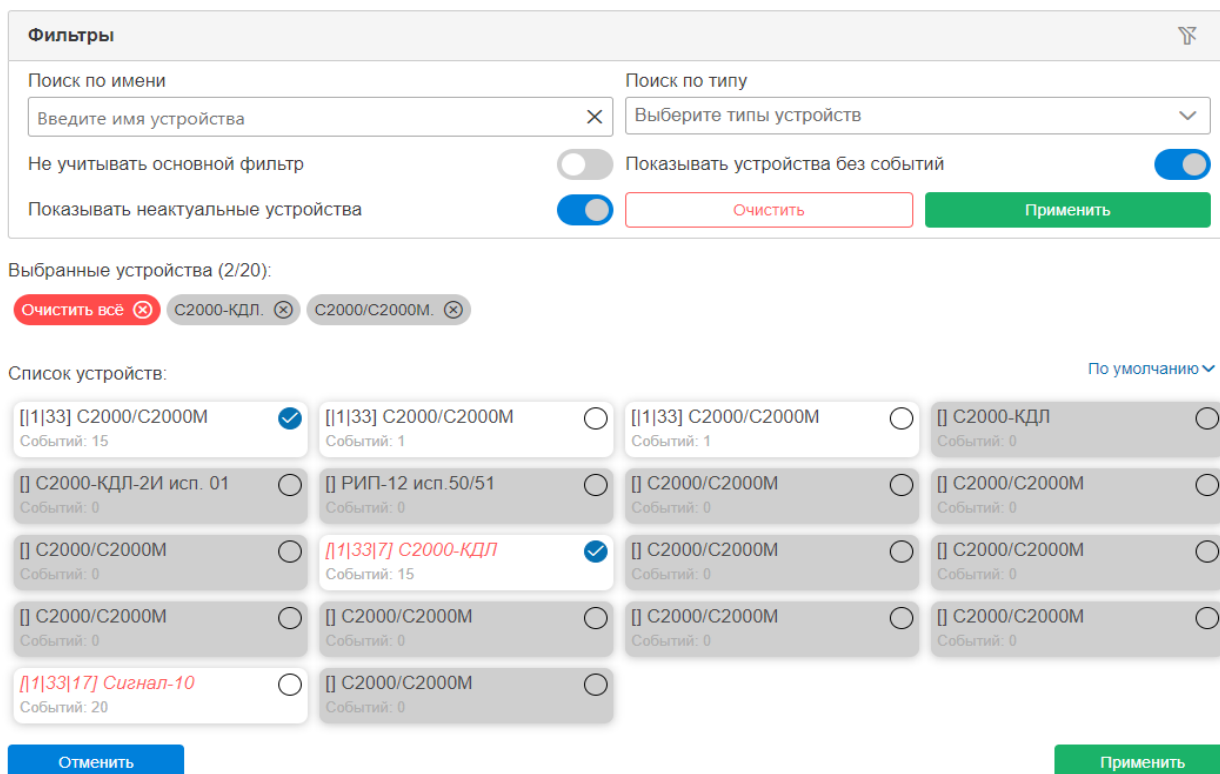 Фильтры
Поиск по имени
Поиск по типу
Введите имя устройства
Выберите типы устройств
Не учитывать основной фильтр
Показывать устройства без событий
Показывать неактуальные устройства
Очистить
Применить
Выбранные устройства (2/20):
Очистить всё
С2000-КДЛ.
С2000/С2000М.
Список устройств:
По умолчанию
[|1|33] С2000/С2000М
Событий: 15
[|1|33] С2000/С2000М
Событий: 1
[|1|33] С2000/С2000М
Событий: 1
[] С2000-КДЛ
Событий: 0
[] С2000-КДЛ-2И исп. 01
Событий: 0
[] РИП-12 исп.50/51
Событий: 0
[] С2000/С2000М
Событий: 0
[] С2000/С2000М
Событий: 0
[] С2000/С2000М
Событий: 0
[|1|33|7] С2000-КДЛ
Событий: 15
[] С2000/С2000М
Событий: 0
[] С2000/С2000М
Событий: 0
[] С2000/С2000М
Событий: 0
[] С2000/С2000М
Событий: 0
[] С2000/С2000М
Событий: 0
[] С2000/С2000М
Событий: 0
[|1|33|17] Сигнал-10
Событий: 20
[] С2000/С2000М
Событий: 0
Отменить
Применить